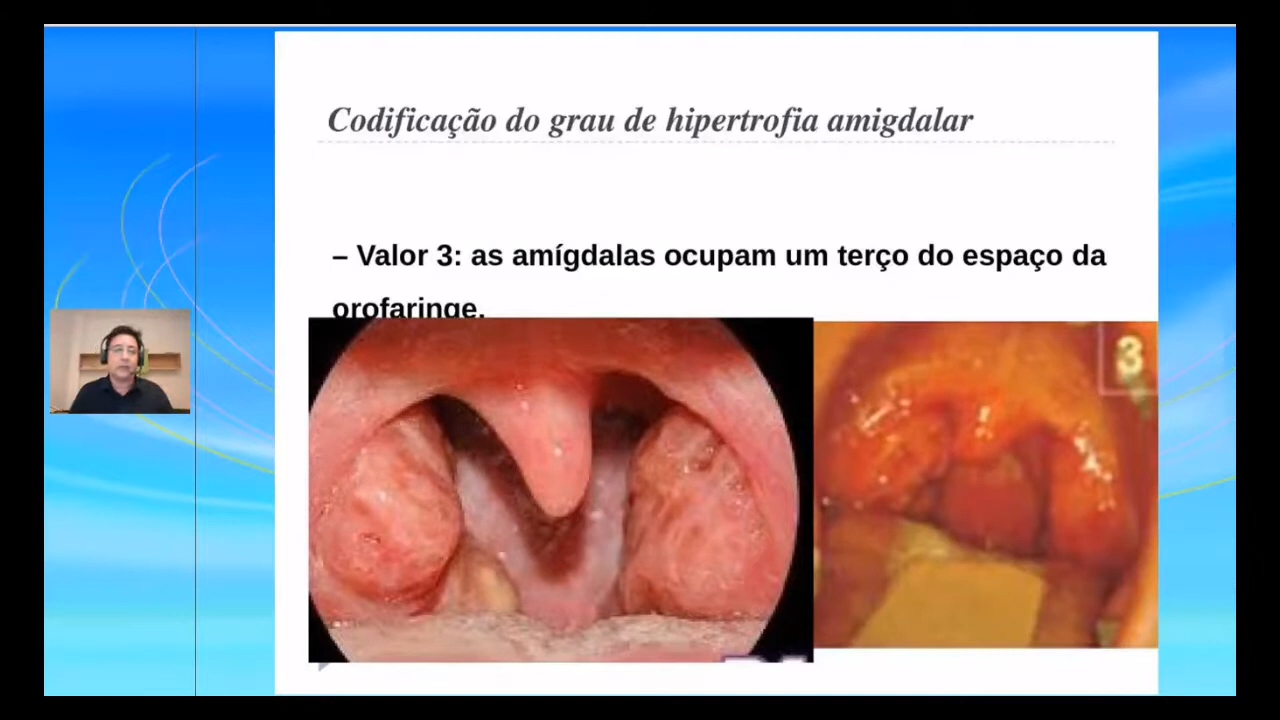 Codificação do grau de hipertrofia amigdalar
– Valor 3: as amígdalas ocupam um terço do espaço da
orofaringe.
3